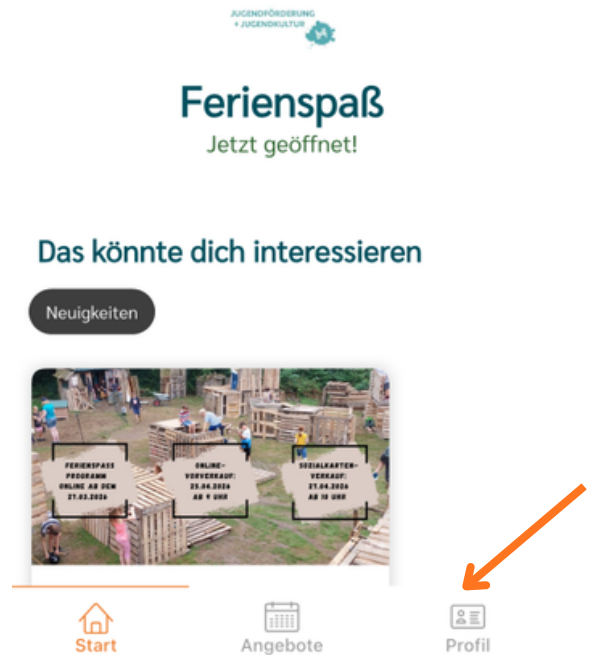 JUGENDFÖRDERUNG
+ JUGENDKULTUR
Ferienspaß
Jetzt geöffnet!
Das könnte dich interessieren
Neuigkeiten
FERIENSPASS
PROGRAMM
ONLINE AB DEM
27.03.2026
ONLINE-
VORVERKAUF:
25.04.2026
AB 9 UHR
SOZIALKARTEN-
VERKAUF:
27.04.2026
AB 10 UHR
Start
Angebote
Profil